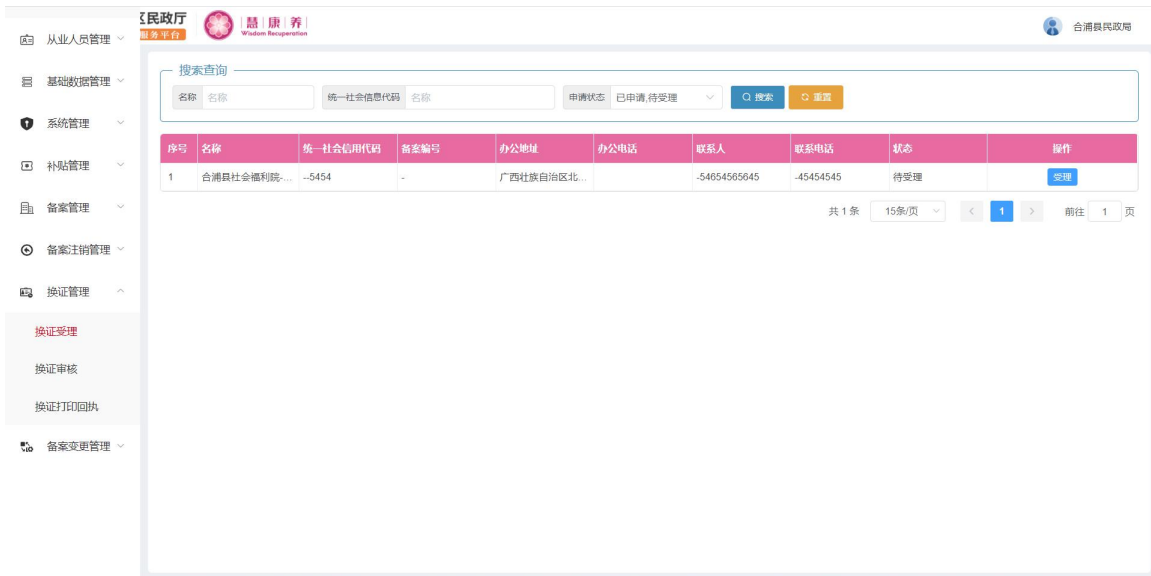 区民政厅
服务平台
慧 康 养
Wisdom Recuperation
合浦县民政局
从业人员管理
基础数据管理
系统管理
补贴管理
备案管理
备案注销管理
换证管理
换证受理
换证审核
换证打印回执
备案变更管理
搜索查询
名称 名称 统一社会信息代码 名称 申请状态 已申请,待受理 搜索 重置
序号 名称 统一社会信用代码 备案编号 办公地址 办公电话 联系人 联系电话 状态 操作
1 合浦县社会福利院-... --5454 - 广西壮族自治区北... -54654565645 -45454545 待受理 受理
共 1 条 15条/页 < 1 > 前往 1 页